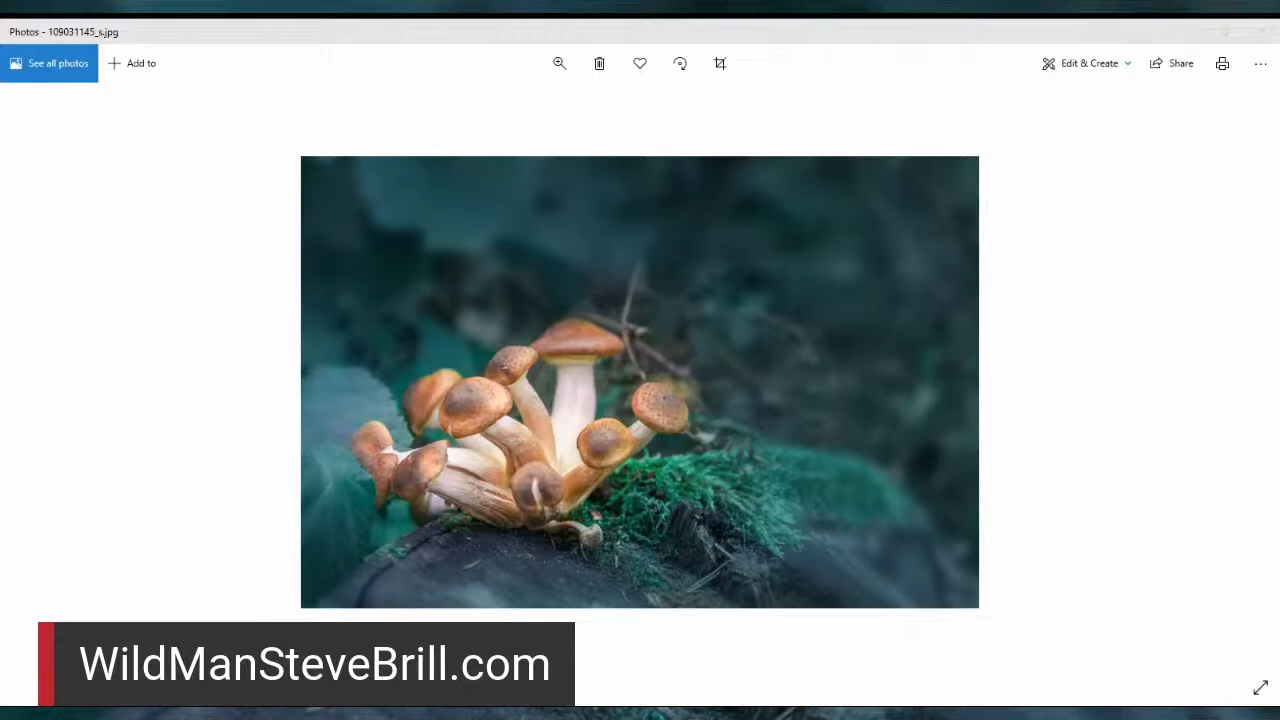 Photos - 109031145_s.jpg
See all photos
Add to
Edit & Create
Share
WildManSteveBrill.com